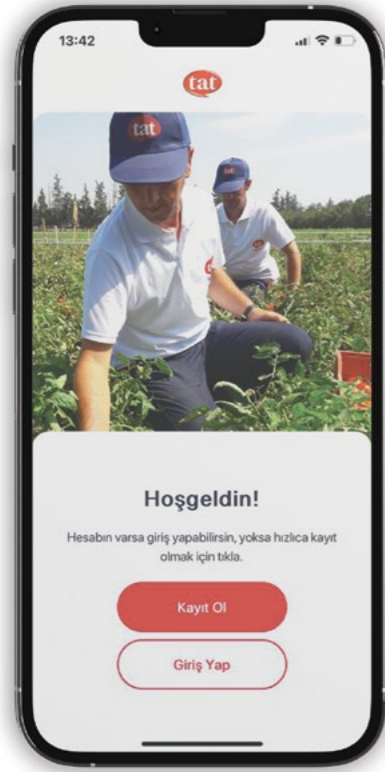 13:42
tat
tat
Hoşgeldin!
Hesabın varsa giriş yapabilirsin, yoksa hızlıca kayıt
olmak için tıkla.
Kayıt Ol
Giriş Yap